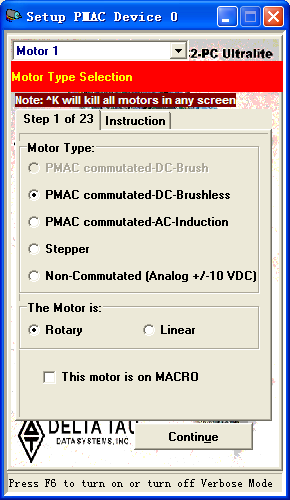 Setup PMAC Device 0
Motor 1
2-PC Ultralite
Motor Type Selection
Note: ^K will kill all motors in any screen
Step 1 of 23
Instruction
Motor Type:
PMAC commutated-DC-Brush
PMAC commutated-DC-Brushless
PMAC commutated-AC-Induction
Stepper
Non-Commutated (Analog +/-10 VDC)
The Motor is:
Rotary
Linear
This motor is on MACRO
DELTA TAU
DATA SYSTEMS, INC.
Continue
Press F6 to turn on or turn off Verbose Mode